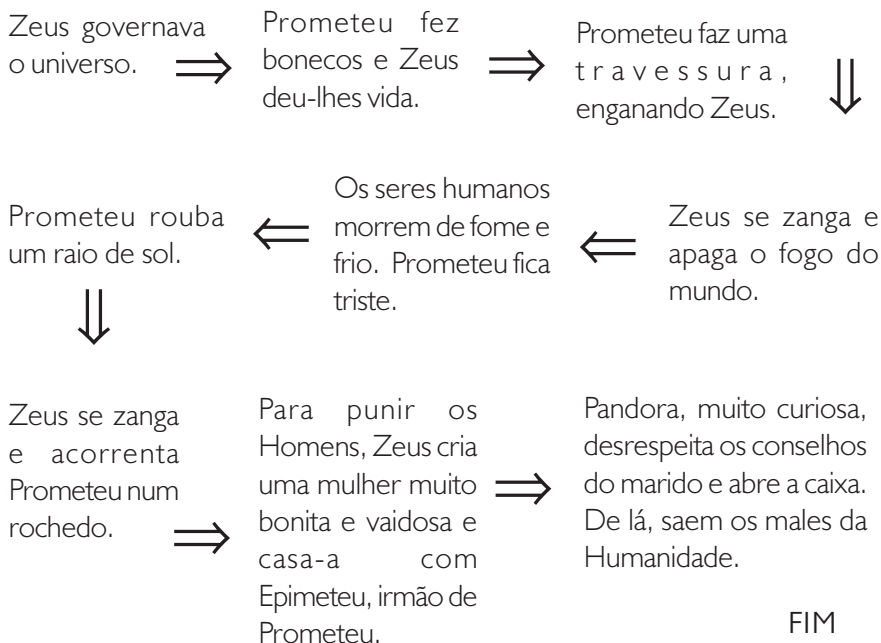 Zeus governava
o universo.
Prometeu fez
bonecos e Zeus
deu-lhes vida.
Prometeu faz uma
travessura,
enganando Zeus.
Zeus se zanga e
apaga o fogo do
mundo.
Os seres humanos
morrem de fome e
frio. Prometeu fica
triste.
Prometeu rouba
um raio de sol.
Zeus se zanga
e acorrenta
Prometeu num
rochedo.
Para punir os
Homens, Zeus cria
uma mulher muito
bonita e vaidosa e
casa-a com
Epimeteu, irmão de
Prometeu.
Pandora, muito curiosa,
desrespeita os conselhos
do marido e abre a caixa.
De lá, saem os males da
Humanidade.
FIM